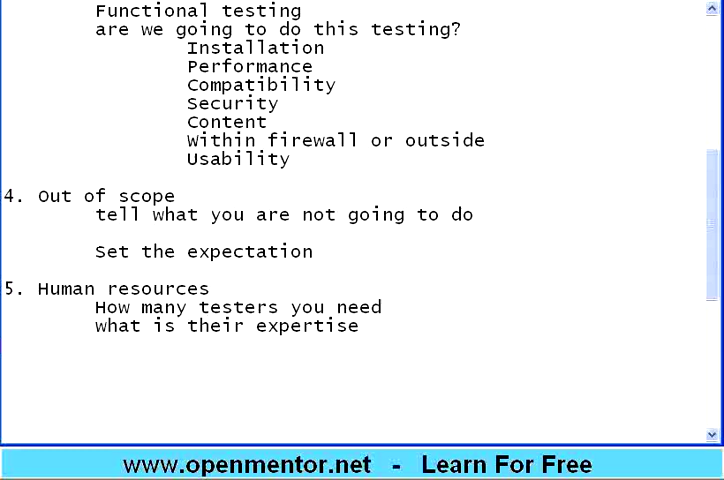 Functional testing
are we going to do this testing?
Installation
Performance
Compatibility
Security
Content
Within firewall or outside
Usability
4. Out of scope
tell what you are not going to do
Set the expectation
5. Human resources
How many testers you need
what is their expertise
www.openmentor.net - Learn For Free